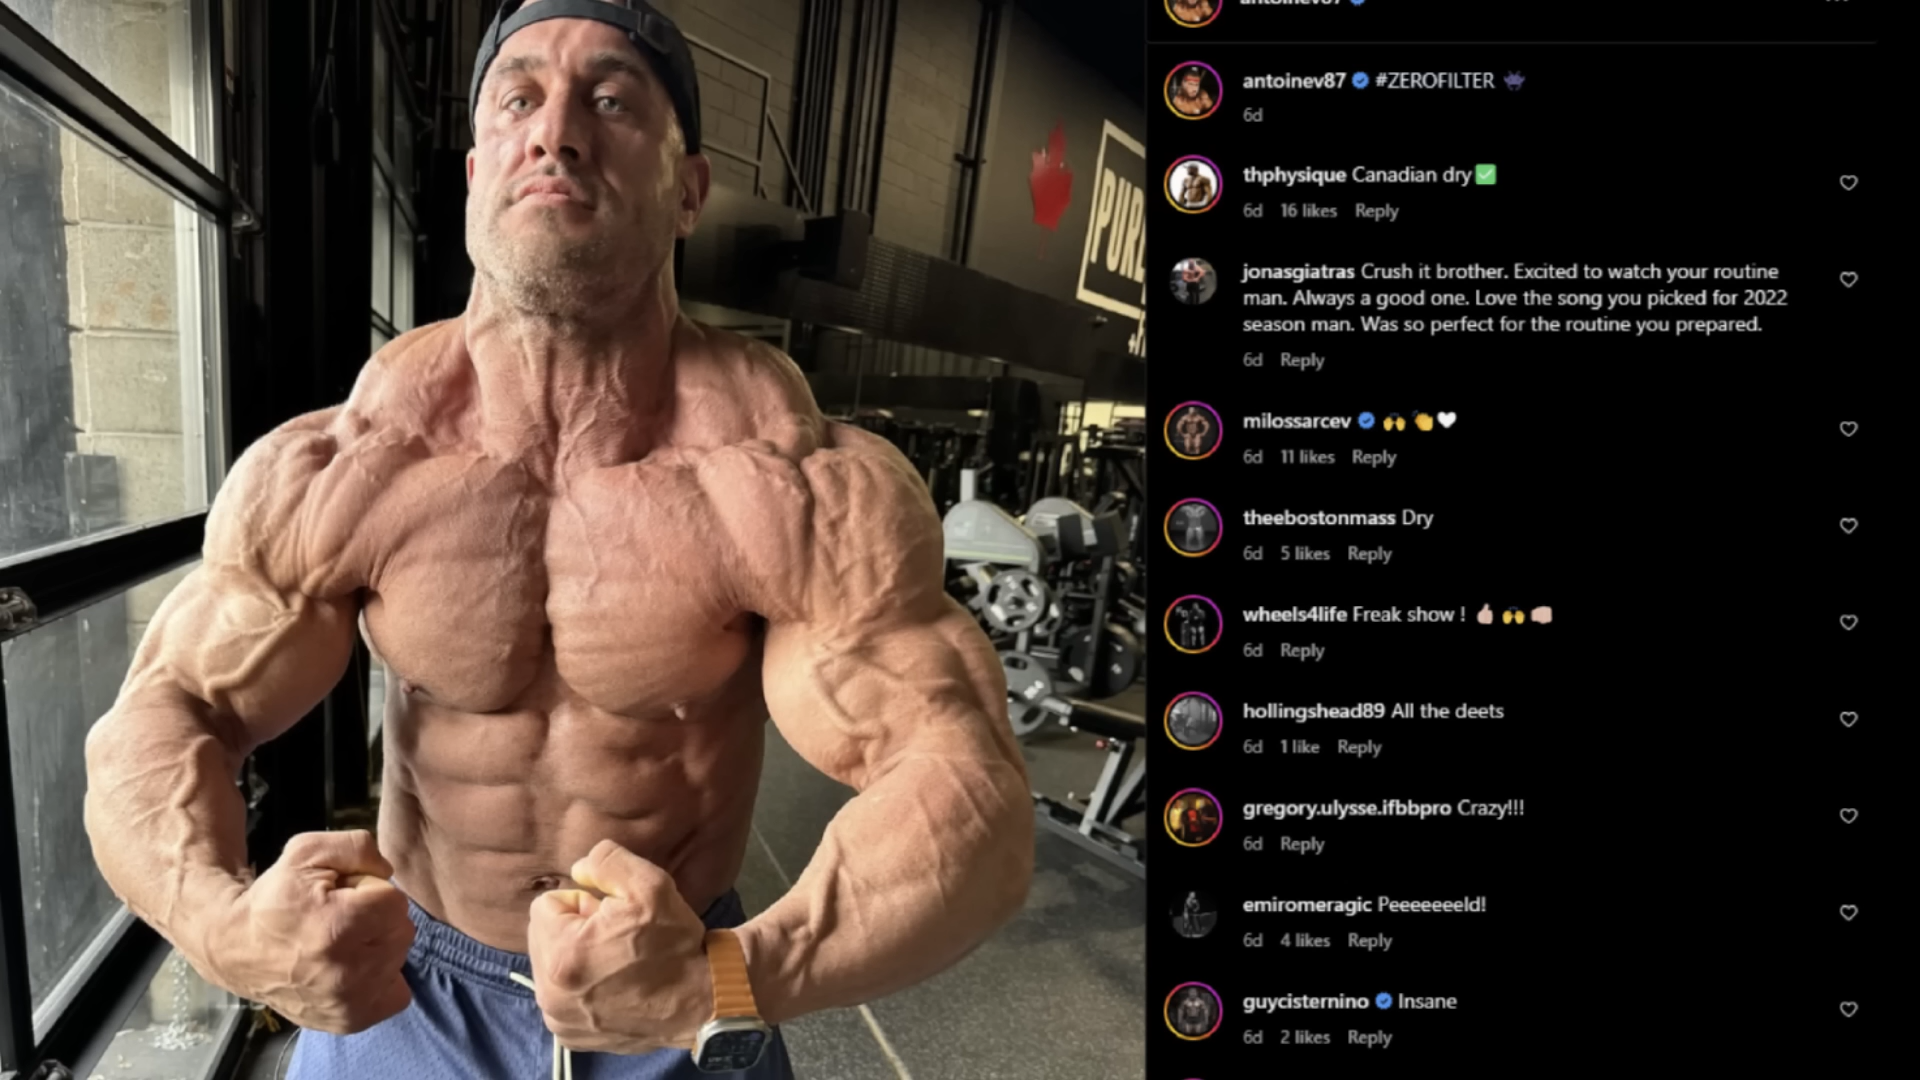 PURE
antoinev87
antoinev87 #ZEROFILTER
6d
thphysique Canadian dry
6d 16 likes Reply
jonasgiatras Crush it brother. Excited to watch your routine
man. Always a good one. Love the song you picked for 2022
season man. Was so perfect for the routine you prepared.
6d Reply
milossarcev
6d 11 likes Reply
theebostonmass Dry
6d 5 likes Reply
wheels4life Freak show !
6d Reply
hollingshead89 All the deets
6d 1 like Reply
gregory.ulysse.ifbbpro Crazy!!!
6d Reply
emiromeragic Peeeeeeeld!
6d 4 likes Reply
guycisternino Insane
6d 2 likes Reply